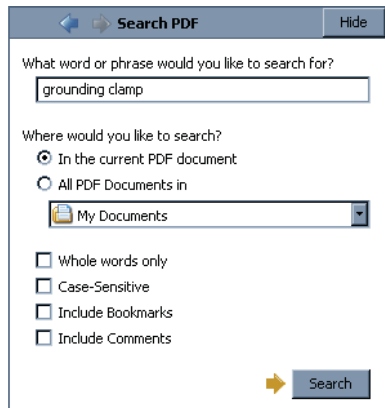 Search PDF Hide
What word or phrase would you like to search for?
grounding clamp
Where would you like to search?
In the current PDF document
All PDF Documents in
My Documents
Whole words only
Case-Sensitive
Include Bookmarks
Include Comments
Search